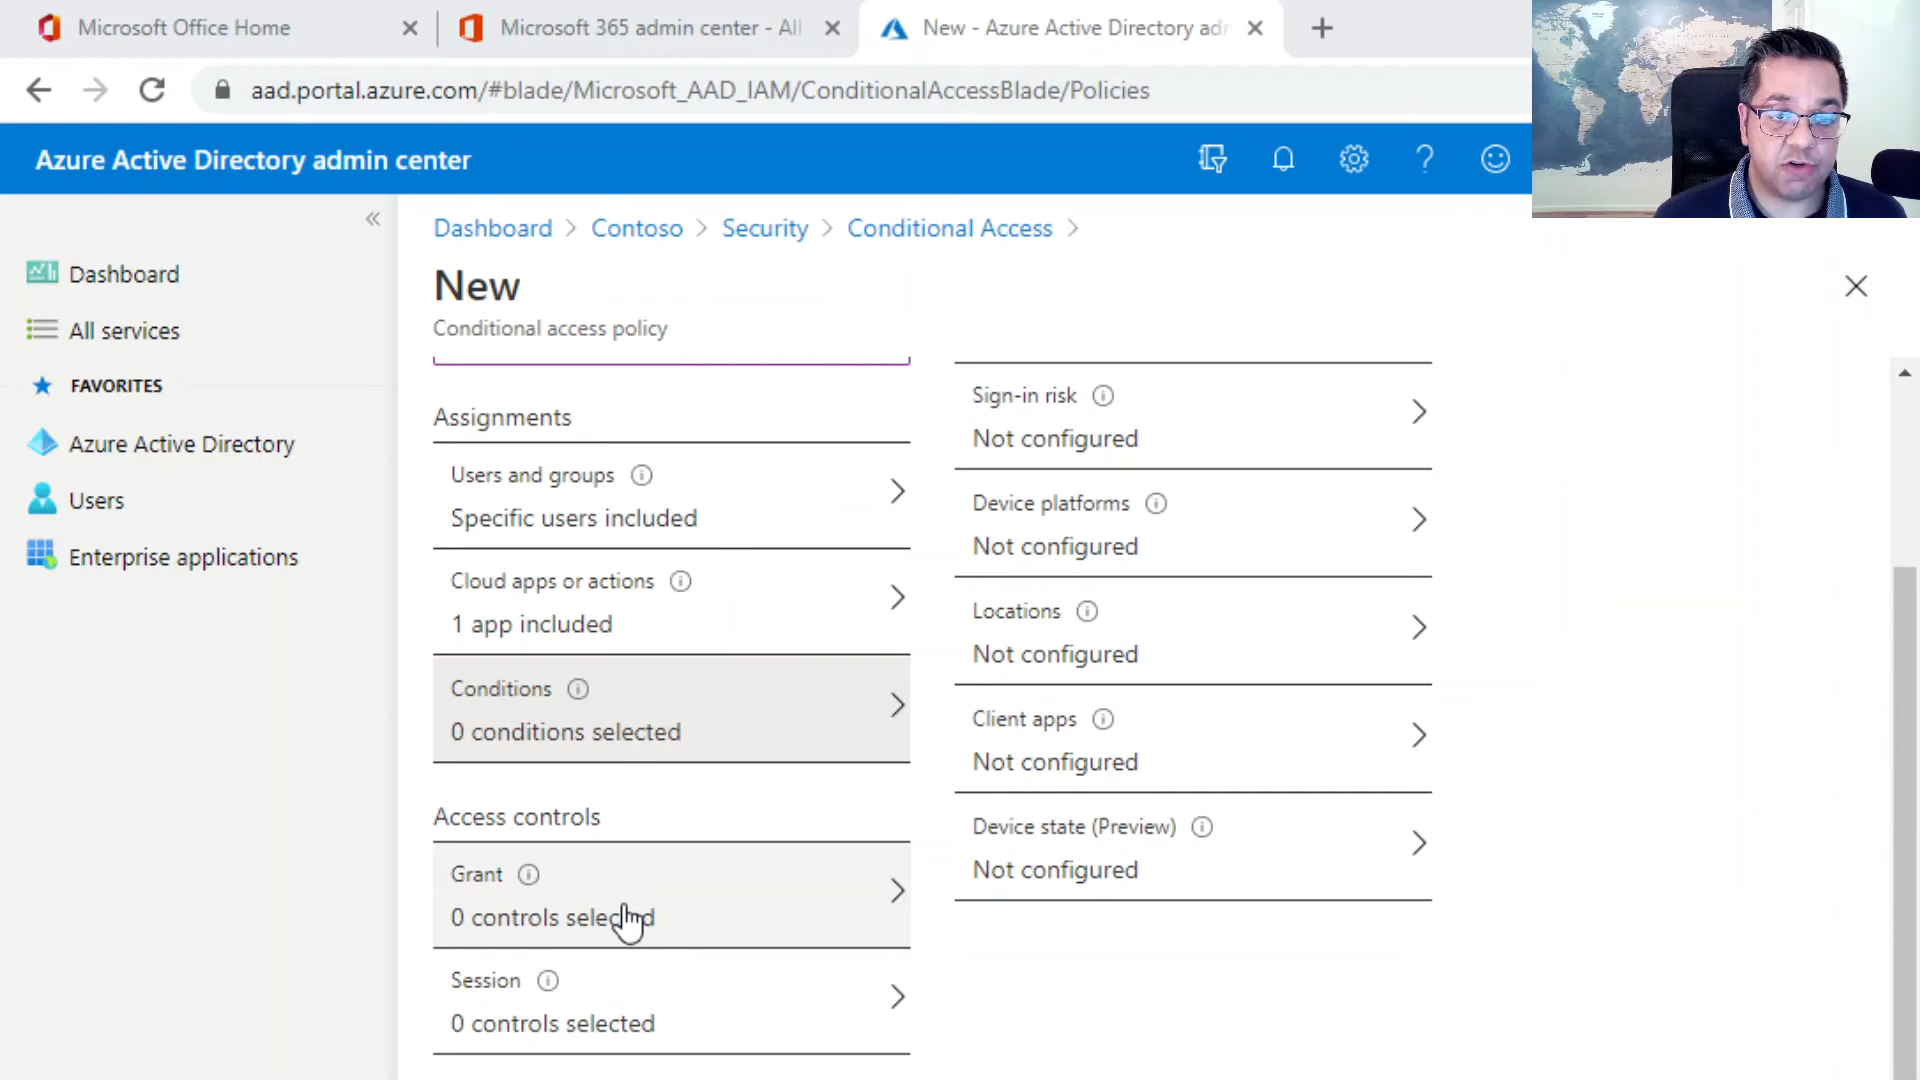 Microsoft Office Home
Microsoft 365 admin center - All
New - Azure Active Directory adm
aad.portal.azure.com/#blade/Microsoft_AAD_IAM/ConditionalAccessBlade/Policies
Azure Active Directory admin center
Dashboard
All services
FAVORITES
Azure Active Directory
Users
Enterprise applications
Dashboard > Contoso > Security > Conditional Access >
New
Conditional access policy
Assignments
Users and groups
Specific users included
Cloud apps or actions
1 app included
Conditions
0 conditions selected
Access controls
Grant
0 controls selected
Session
0 controls selected
Sign-in risk
Not configured
Device platforms
Not configured
Locations
Not configured
Client apps
Not configured
Device state (Preview)
Not configured